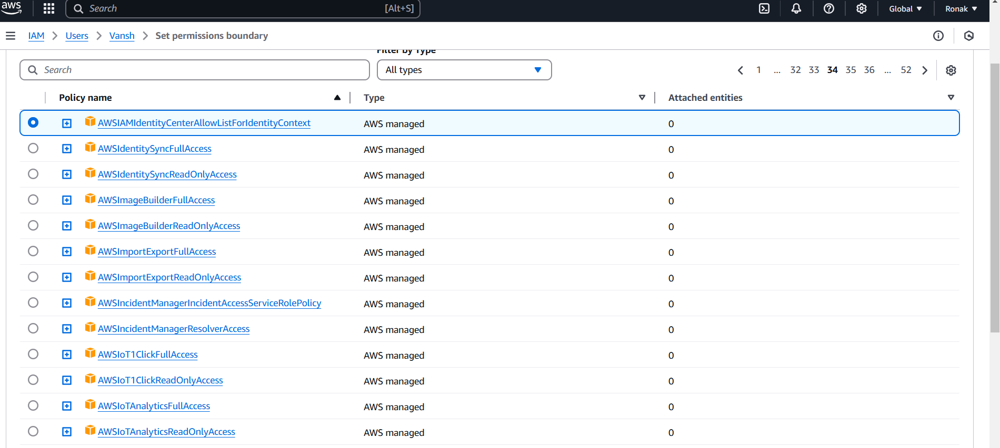 aws Search [Alt+S] Global Ronak
IAM Users Vansh Set permissions boundary
Filter by Type
Search All types 1 ... 32 33 34 35 36 ... 52
Policy name Type Attached entities
AWSIAMIdentityCenterAllowListForIdentityContext AWS managed 0
AWSIdentitySyncFullAccess AWS managed 0
AWSIdentitySyncReadOnlyAccess AWS managed 0
AWSImageBuilderFullAccess AWS managed 0
AWSImageBuilderReadOnlyAccess AWS managed 0
AWSImportExportFullAccess AWS managed 0
AWSImportExportReadOnlyAccess AWS managed 0
AWSIncidentManagerIncidentAccessServiceRolePolicy AWS managed 0
AWSIncidentManagerResolverAccess AWS managed 0
AWSIoT1ClickFullAccess AWS managed 0
AWSIoT1ClickReadOnlyAccess AWS managed 0
AWSIoTAnalyticsFullAccess AWS managed 0
AWSIoTAnalyticsReadOnlyAccess AWS managed 0